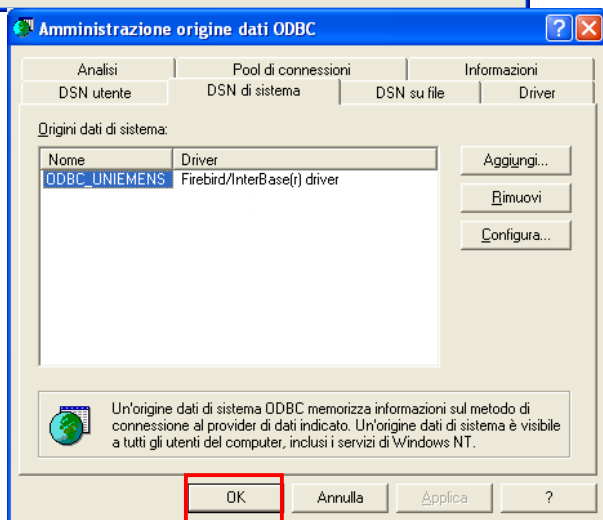 Amministrazione origine dati ODBC
Analisi Pool di connessioni Informazioni
DSN utente DSN di sistema DSN su file Driver
Origini dati di sistema:
Nome Driver
ODBC_UNIEMENS Firebird/InterBase(r) driver
Aggiungi...
Rimuovi
Configura...
Un'origine dati di sistema ODBC memorizza informazioni sul metodo di
connessione al provider di dati indicato. Un'origine dati di sistema è visibile
a tutti gli utenti del computer, inclusi i servizi di Windows NT.
OK Annulla Applica ?